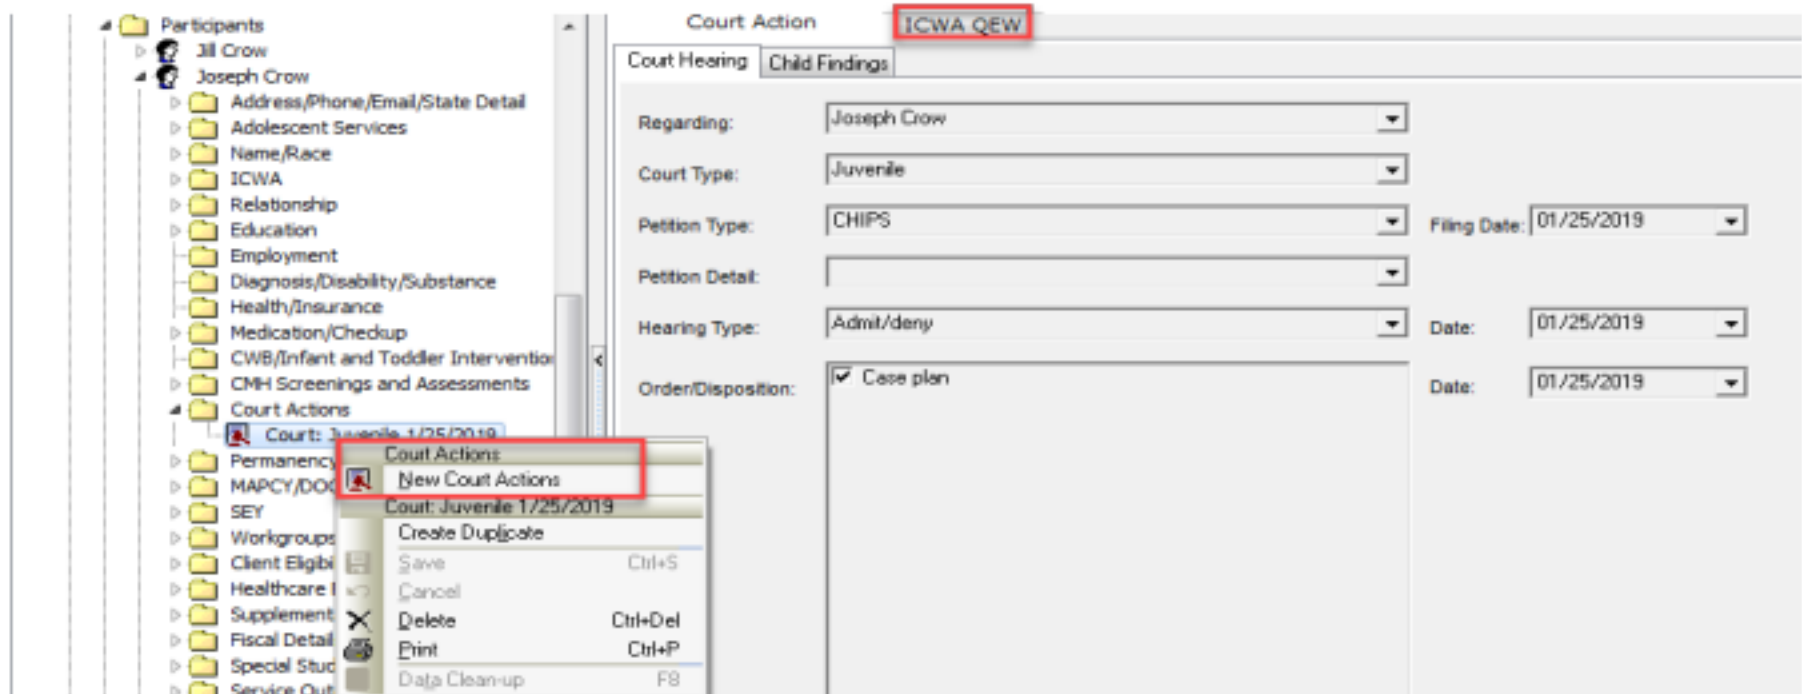 Participants
Jill Crow
Joseph Crow
Address/Phone/Email/State Detail
Adolescent Services
Name/Race
ICWA
Relationship
Education
Employment
Diagnosis/Disability/Substance
Health/Insurance
Medication/Checkup
CWB/Infant and Toddler Interventio
CMH Screenings and Assessments
Court Actions
Court: Juvenile 1/25/2019
Permanency
MAPCY/DOC
SEY
Workgroups
Client Eligibi
Healthcare
Supplement
Fiscal Detail
Special Stud
Service Out
Court Actions
New Court Actions
Court: Juvenile 1/25/2019
Create Duplicate
Save Ctrl+S
Cancel
Delete Ctrl+Del
Print Ctrl+P
Data Clean-up F8
Court Action ICWA QEW
Court Hearing Child Findings
Regarding: Joseph Crow
Court Type: Juvenile
Petition Type: CHIPS Filing Date: 01/25/2019
Petition Detail:
Hearing Type: Admit/deny Date: 01/25/2019
Order/Disposition: Case plan Date: 01/25/2019